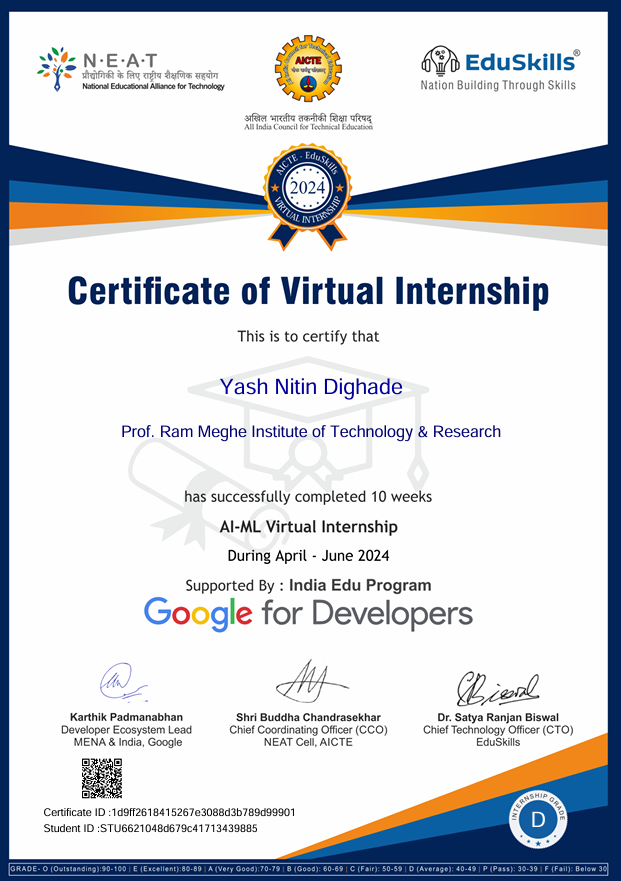 N·E·A·T
प्रौद्योगिकी के लिए राष्ट्रीय शैक्षणिक सहयोग
National Educational Alliance for Technology
AICTE
अखिल भारतीय तकनीकी शिक्षा परिषद्
All India Council for Technical Education
EduSkills®
Nation Building Through Skills
AICTE - EduSkills
2024
VIRTUAL INTERNSHIP
Certificate of Virtual Internship
This is to certify that
Yash Nitin Dighade
Prof. Ram Meghe Institute of Technology & Research
has successfully completed 10 weeks
AI-ML Virtual Internship
During April - June 2024
Supported By : India Edu Program
Google for Developers
Karthik Padmanabhan
Developer Ecosystem Lead
MENA & India, Google
Shri Buddha Chandrasekhar
Chief Coordinating Officer (CCO)
NEAT Cell, AICTE
Dr. Satya Ranjan Biswal
Chief Technology Officer (CTO)
EduSkills
Certificate ID :1d9ff2618415267e3088d3b789d99901
Student ID :STU6621048d679c41713439885
INTERNSHIP GRADE
D
GRADE- O (Outstanding):90-100 | E (Excellent):80-89 | A (Very Good):70-79 | B (Good): 60-69 | C (Fair): 50-59 | D (Average): 40-49 | P (Pass): 30-39 | F (Fail): Below 30